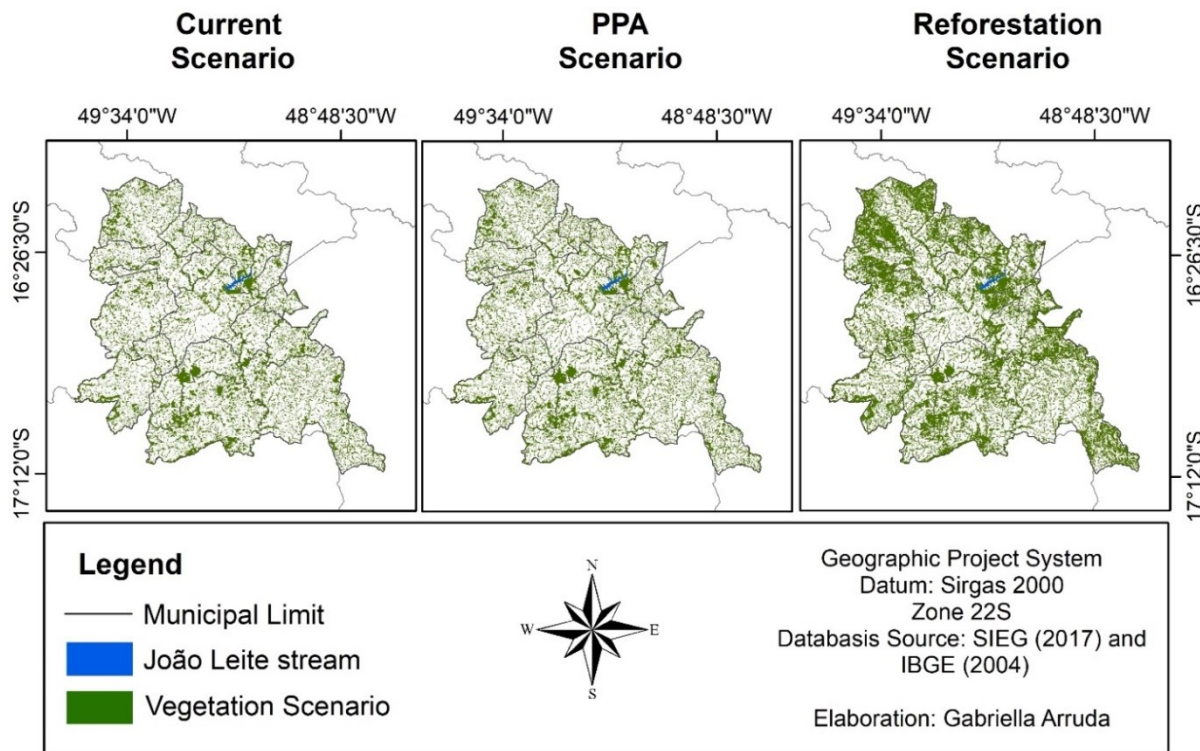 Current
Scenario
PPA
Scenario
Reforestation
Scenario
49°34'0"W
48°48'30"W
49°34'0"W
48°48'30"W
49°34'0"W
48°48'30"W
16°26'30"S
17°12'0"S
16°26'30"S
17°12'0"S
Legend
Municipal Limit
João Leite stream
Vegetation Scenario
N
W
E
S
Geographic Project System
Datum: Sirgas 2000
Zone 22S
Databasis Source: SIEG (2017) and
IBGE (2004)
Elaboration: Gabriella Arruda